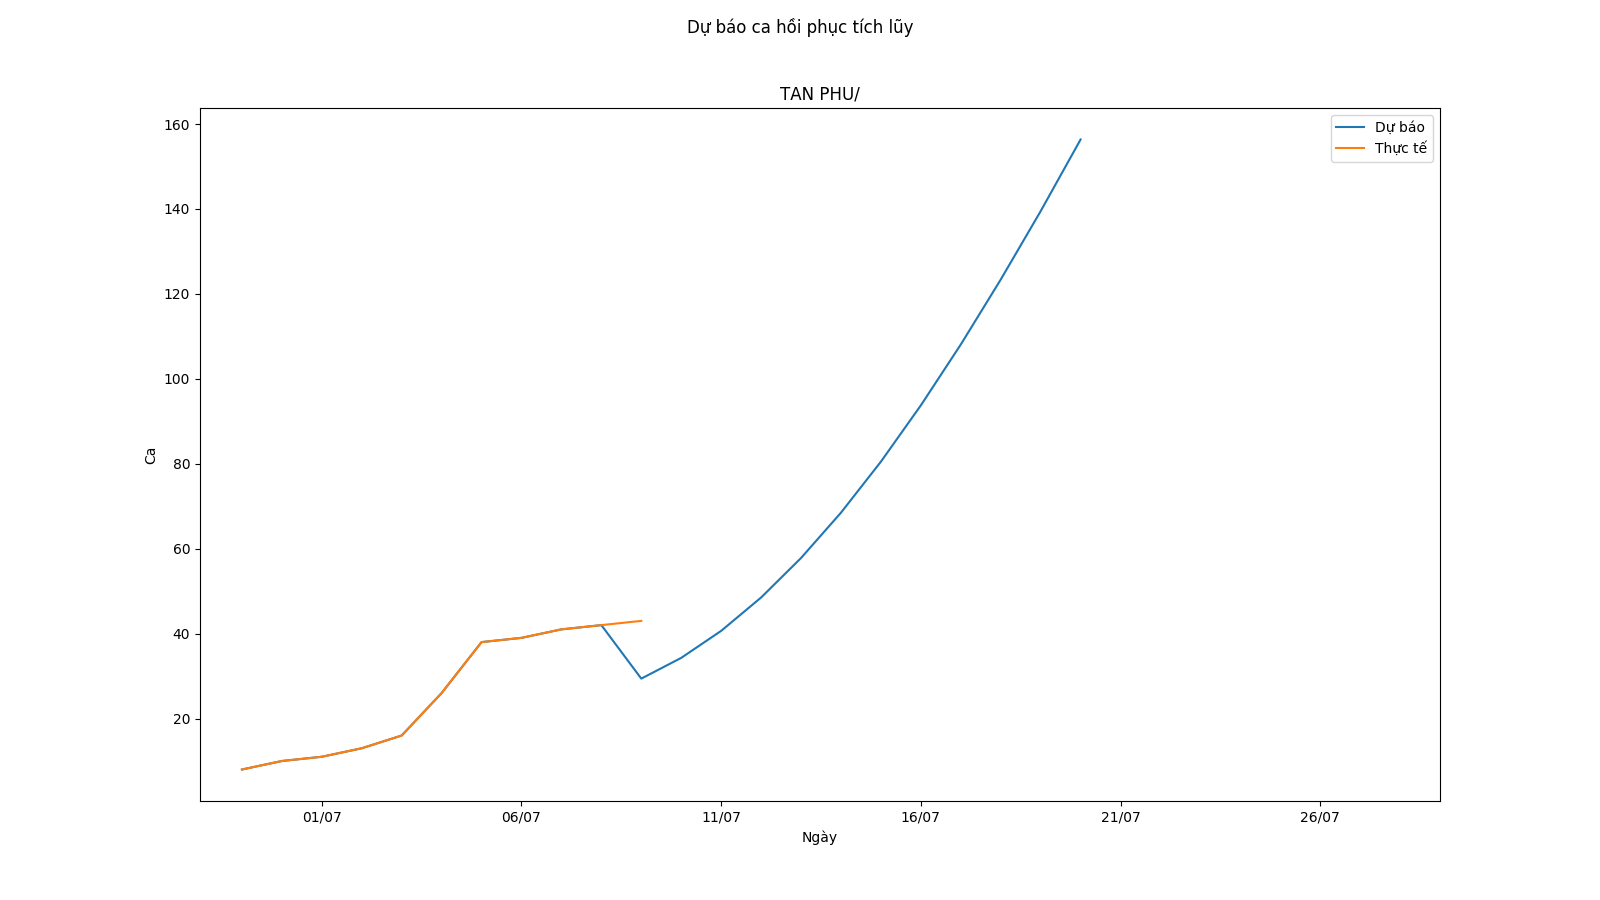 Dự báo ca hồi phục tích lũy
TAN PHU/
160
140
120
100
80
60
40
20
Ca
Dự báo
Thực tế
01/07
06/07
11/07
16/07
21/07
26/07
Ngày